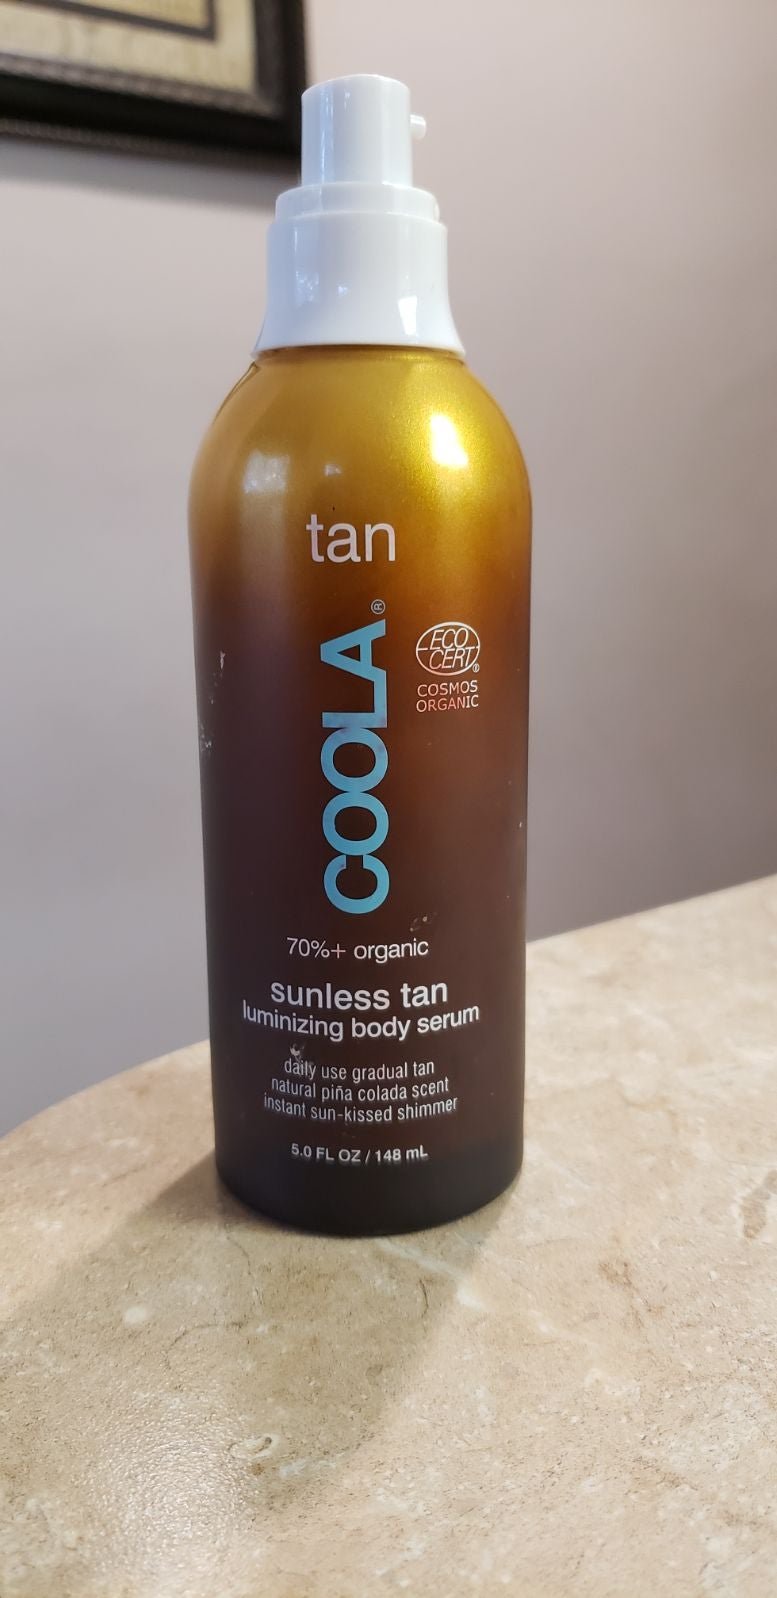 tan
COOLA®
ECO
CERT®
COSMOS
ORGANIC
70%+ organic
sunless tan
luminizing body serum
daily use gradual tan
natural piña colada scent
instant sun-kissed shimmer
5.0 FL OZ / 148 mL